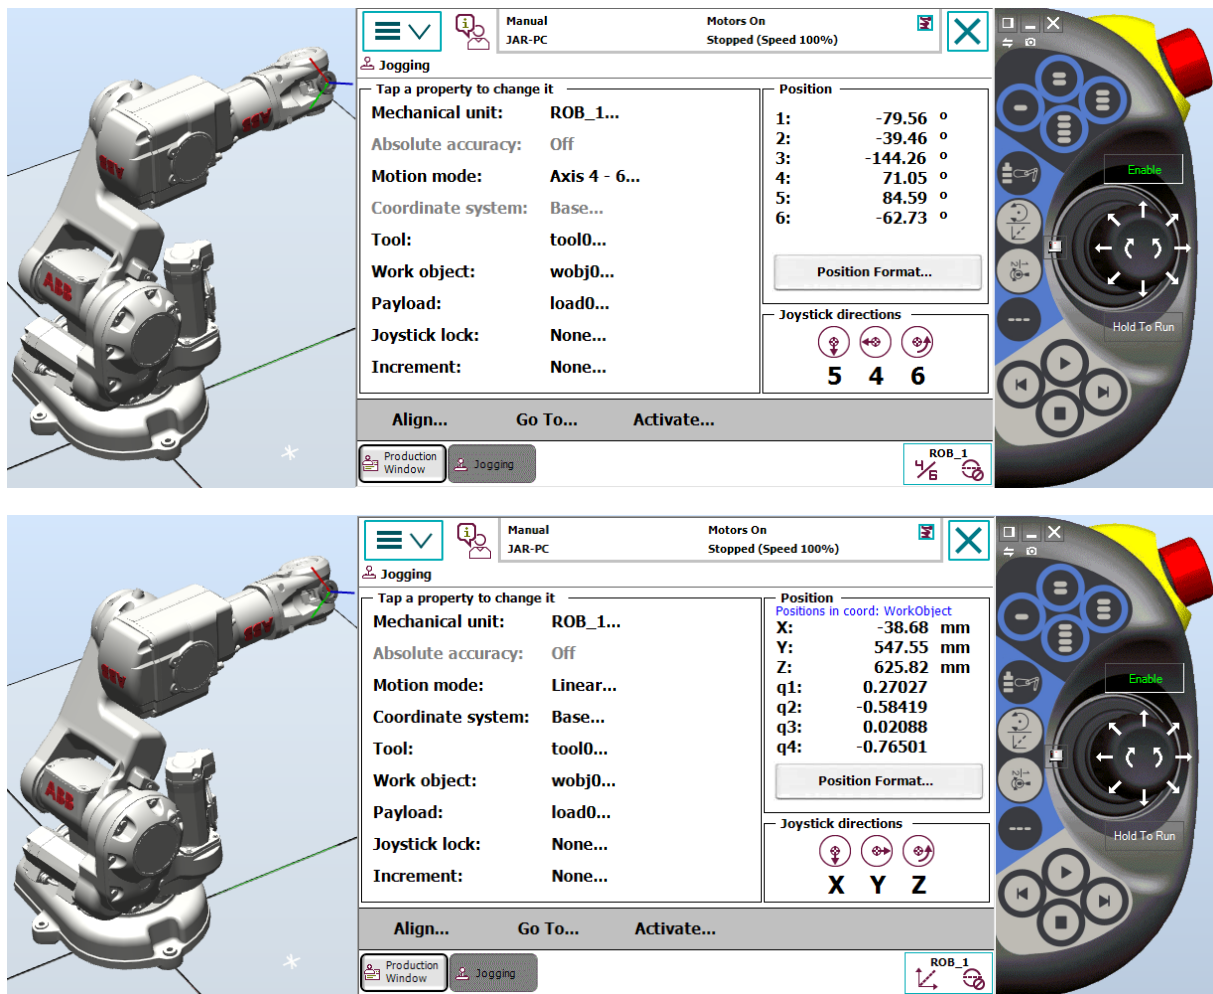 Manual
JAR-PC
Motors On
Stopped (Speed 100%)
Jogging
Tap a property to change it
Mechanical unit: ROB_1...
Absolute accuracy: Off
Motion mode: Axis 4 - 6...
Coordinate system: Base...
Tool: tool0...
Work object: wobj0...
Payload: load0...
Joystick lock: None...
Increment: None...
Position
1: -79.56 º
2: -39.46 º
3: -144.26 º
4: 71.05 º
5: 84.59 º
6: -62.73 º
Position Format...
Joystick directions
5 4 6
Align... Go To... Activate...
Production
Window
Jogging
ROB_1
4/6
Enable
Hold To Run
ABB
ABB
ABB
Manual
JAR-PC
Motors On
Stopped (Speed 100%)
Jogging
Tap a property to change it
Mechanical unit: ROB_1...
Absolute accuracy: Off
Motion mode: Linear...
Coordinate system: Base...
Tool: tool0...
Work object: wobj0...
Payload: load0...
Joystick lock: None...
Increment: None...
Position
Positions in coord: WorkObject
X: -38.68 mm
Y: 547.55 mm
Z: 625.82 mm
q1: 0.27027
q2: -0.58419
q3: 0.02088
q4: -0.76501
Position Format...
Joystick directions
X Y Z
Align... Go To... Activate...
Production
Window
Jogging
ROB_1
Enable
Hold To Run
ABB
ABB
ABB